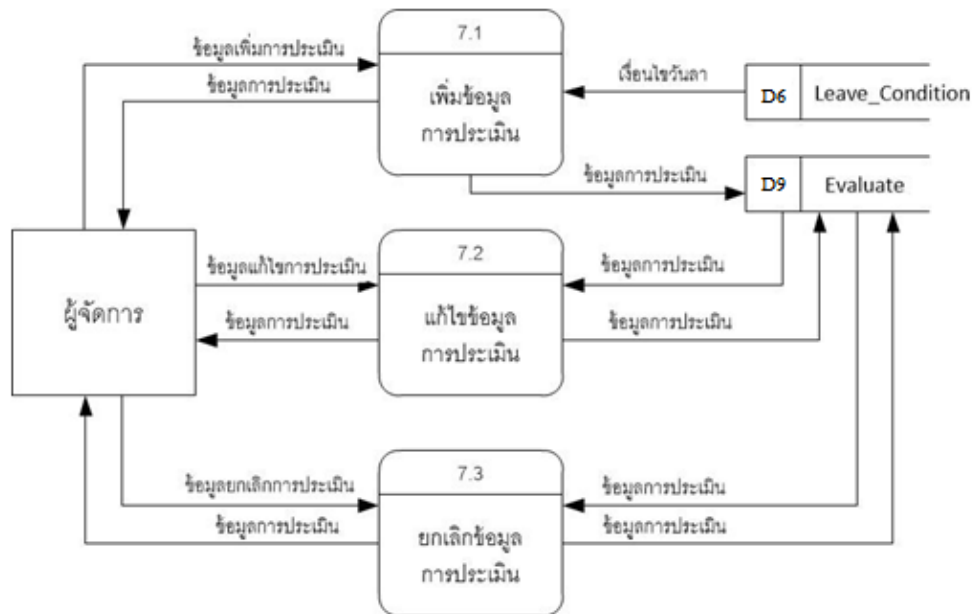 7.1
ข้อมูลเพิ่มการประเมิน
ข้อมูลการประเมิน
เพิ่มข้อมูล
การประเมิน
เงื่อนไขวันลา
D6 Leave_Condition
ข้อมูลการประเมิน
D9 Evaluate
ผู้จัดการ
7.2
ข้อมูลแก้ไขการประเมิน
ข้อมูลการประเมิน
แก้ไขข้อมูล
การประเมิน
ข้อมูลการประเมิน
ข้อมูลการประเมิน
7.3
ข้อมูลยกเลิกการประเมิน
ข้อมูลการประเมิน
ยกเลิกข้อมูล
การประเมิน
ข้อมูลการประเมิน
ข้อมูลการประเมิน